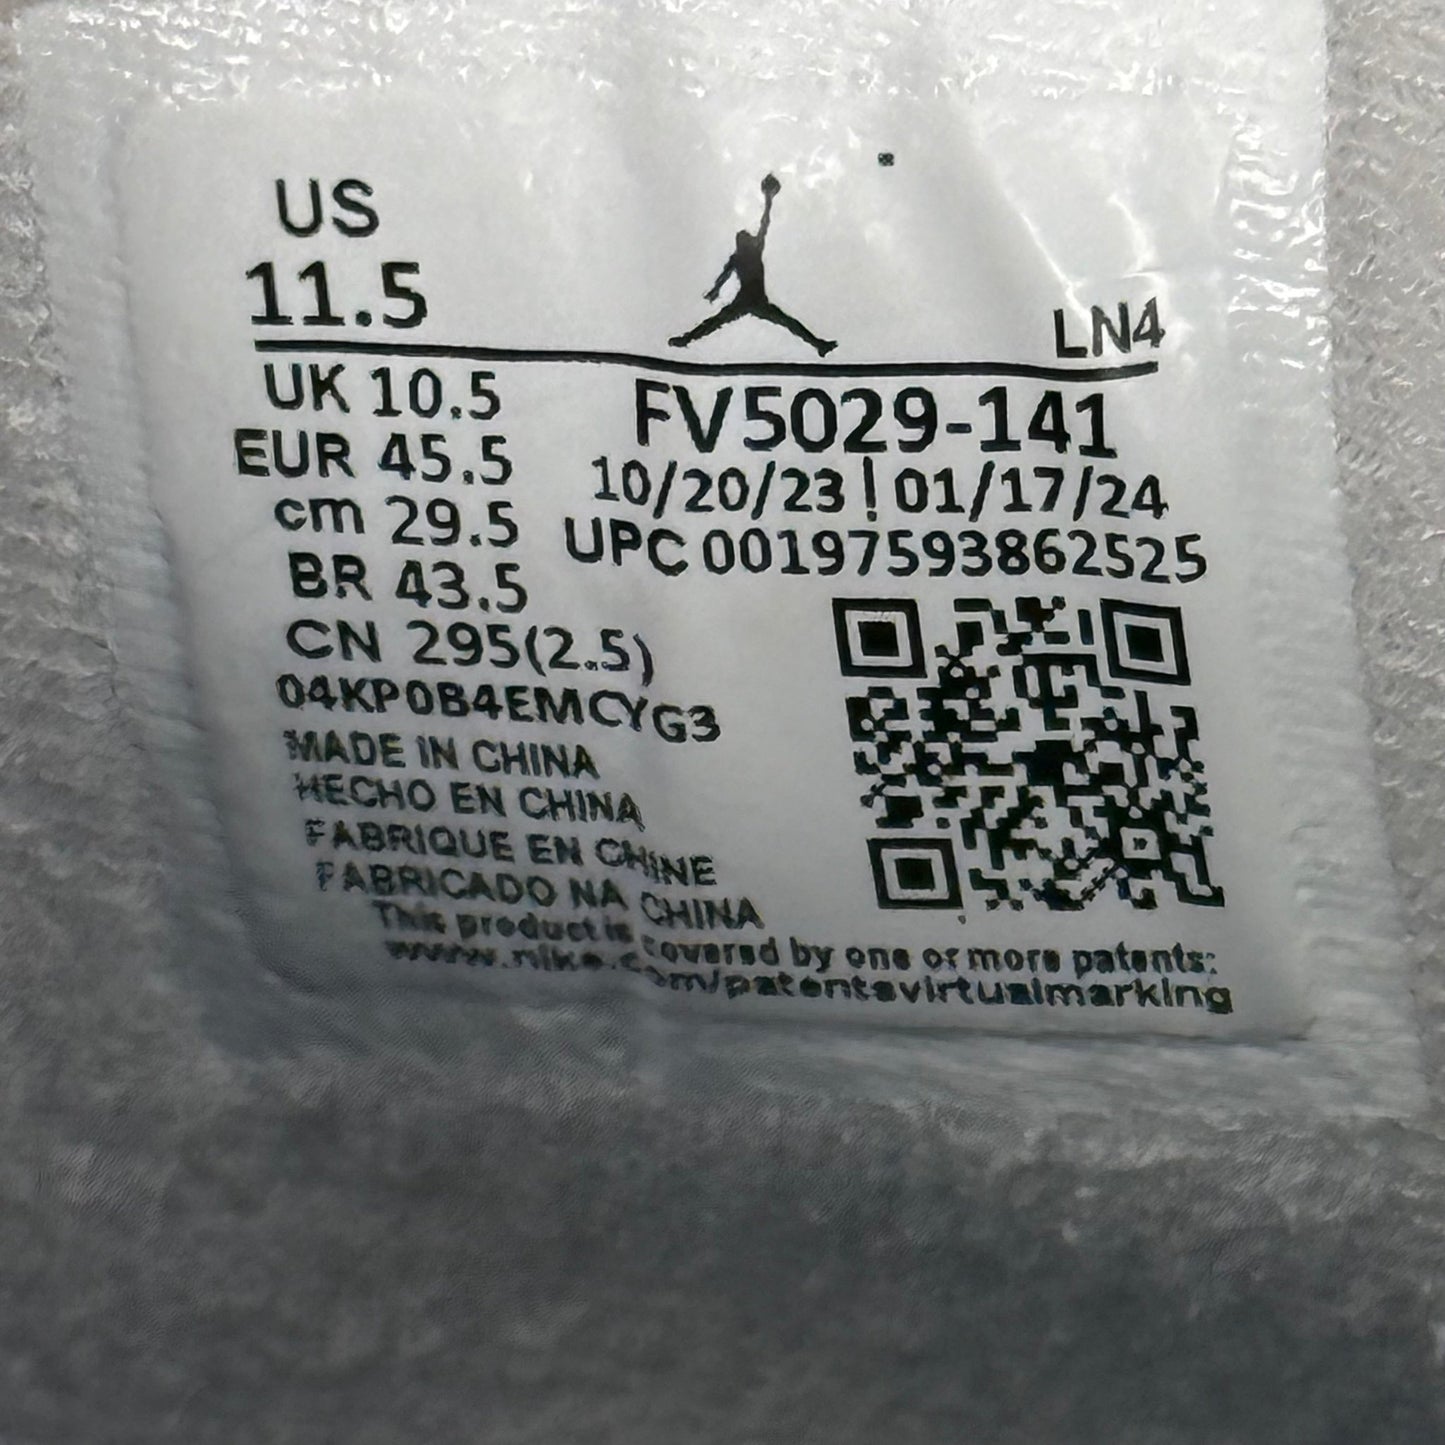 US
11.5
LN4
UK 10.5
EUR 45.5
cm 29.5
BR 43.5
CN 295(2.5)
FV5029-141
10/20/23 | 01/17/24
UPC 00197593862525
04KP0B4EMCYG3
MADE IN CHINA
HECHO EN CHINA
FABRIQUE EN CHINE
FABRICADO NA CHINA
This product is covered by one or more patents:
www.nike.com/patentsvirtualmarking